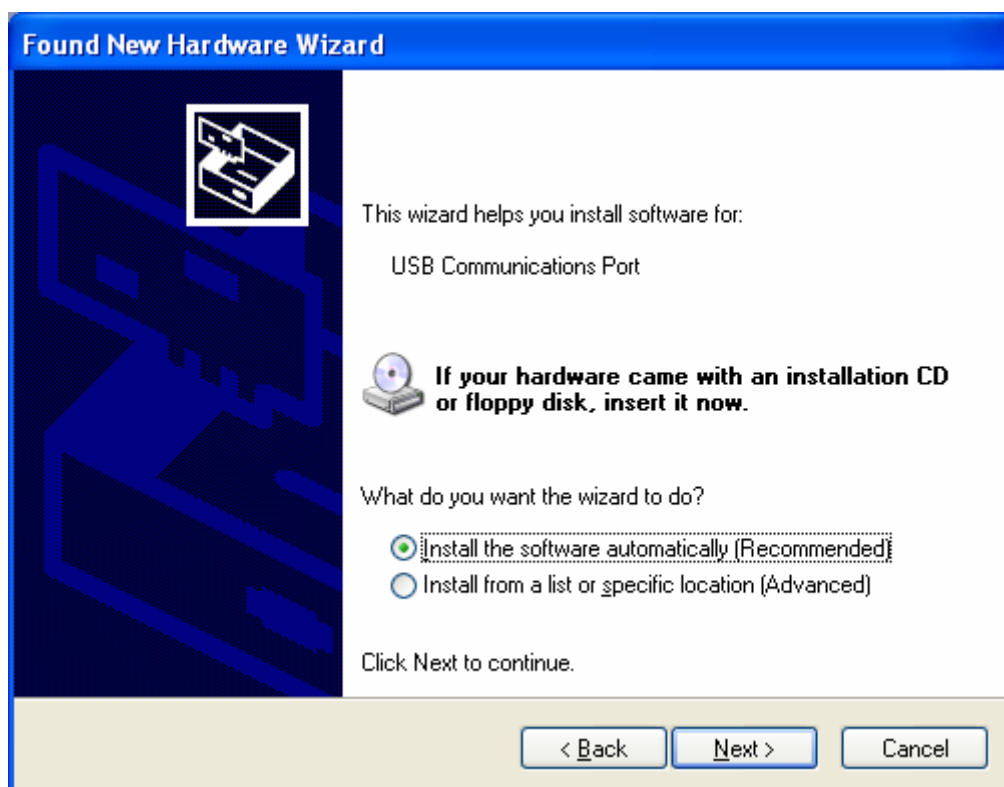 Found New Hardware Wizard
This wizard helps you install software for:
USB Communications Port
If your hardware came with an installation CD
or floppy disk, insert it now.
What do you want the wizard to do?
Install the software automatically (Recommended)
Install from a list or specific location (Advanced)
Click Next to continue.
< Back
Next >
Cancel